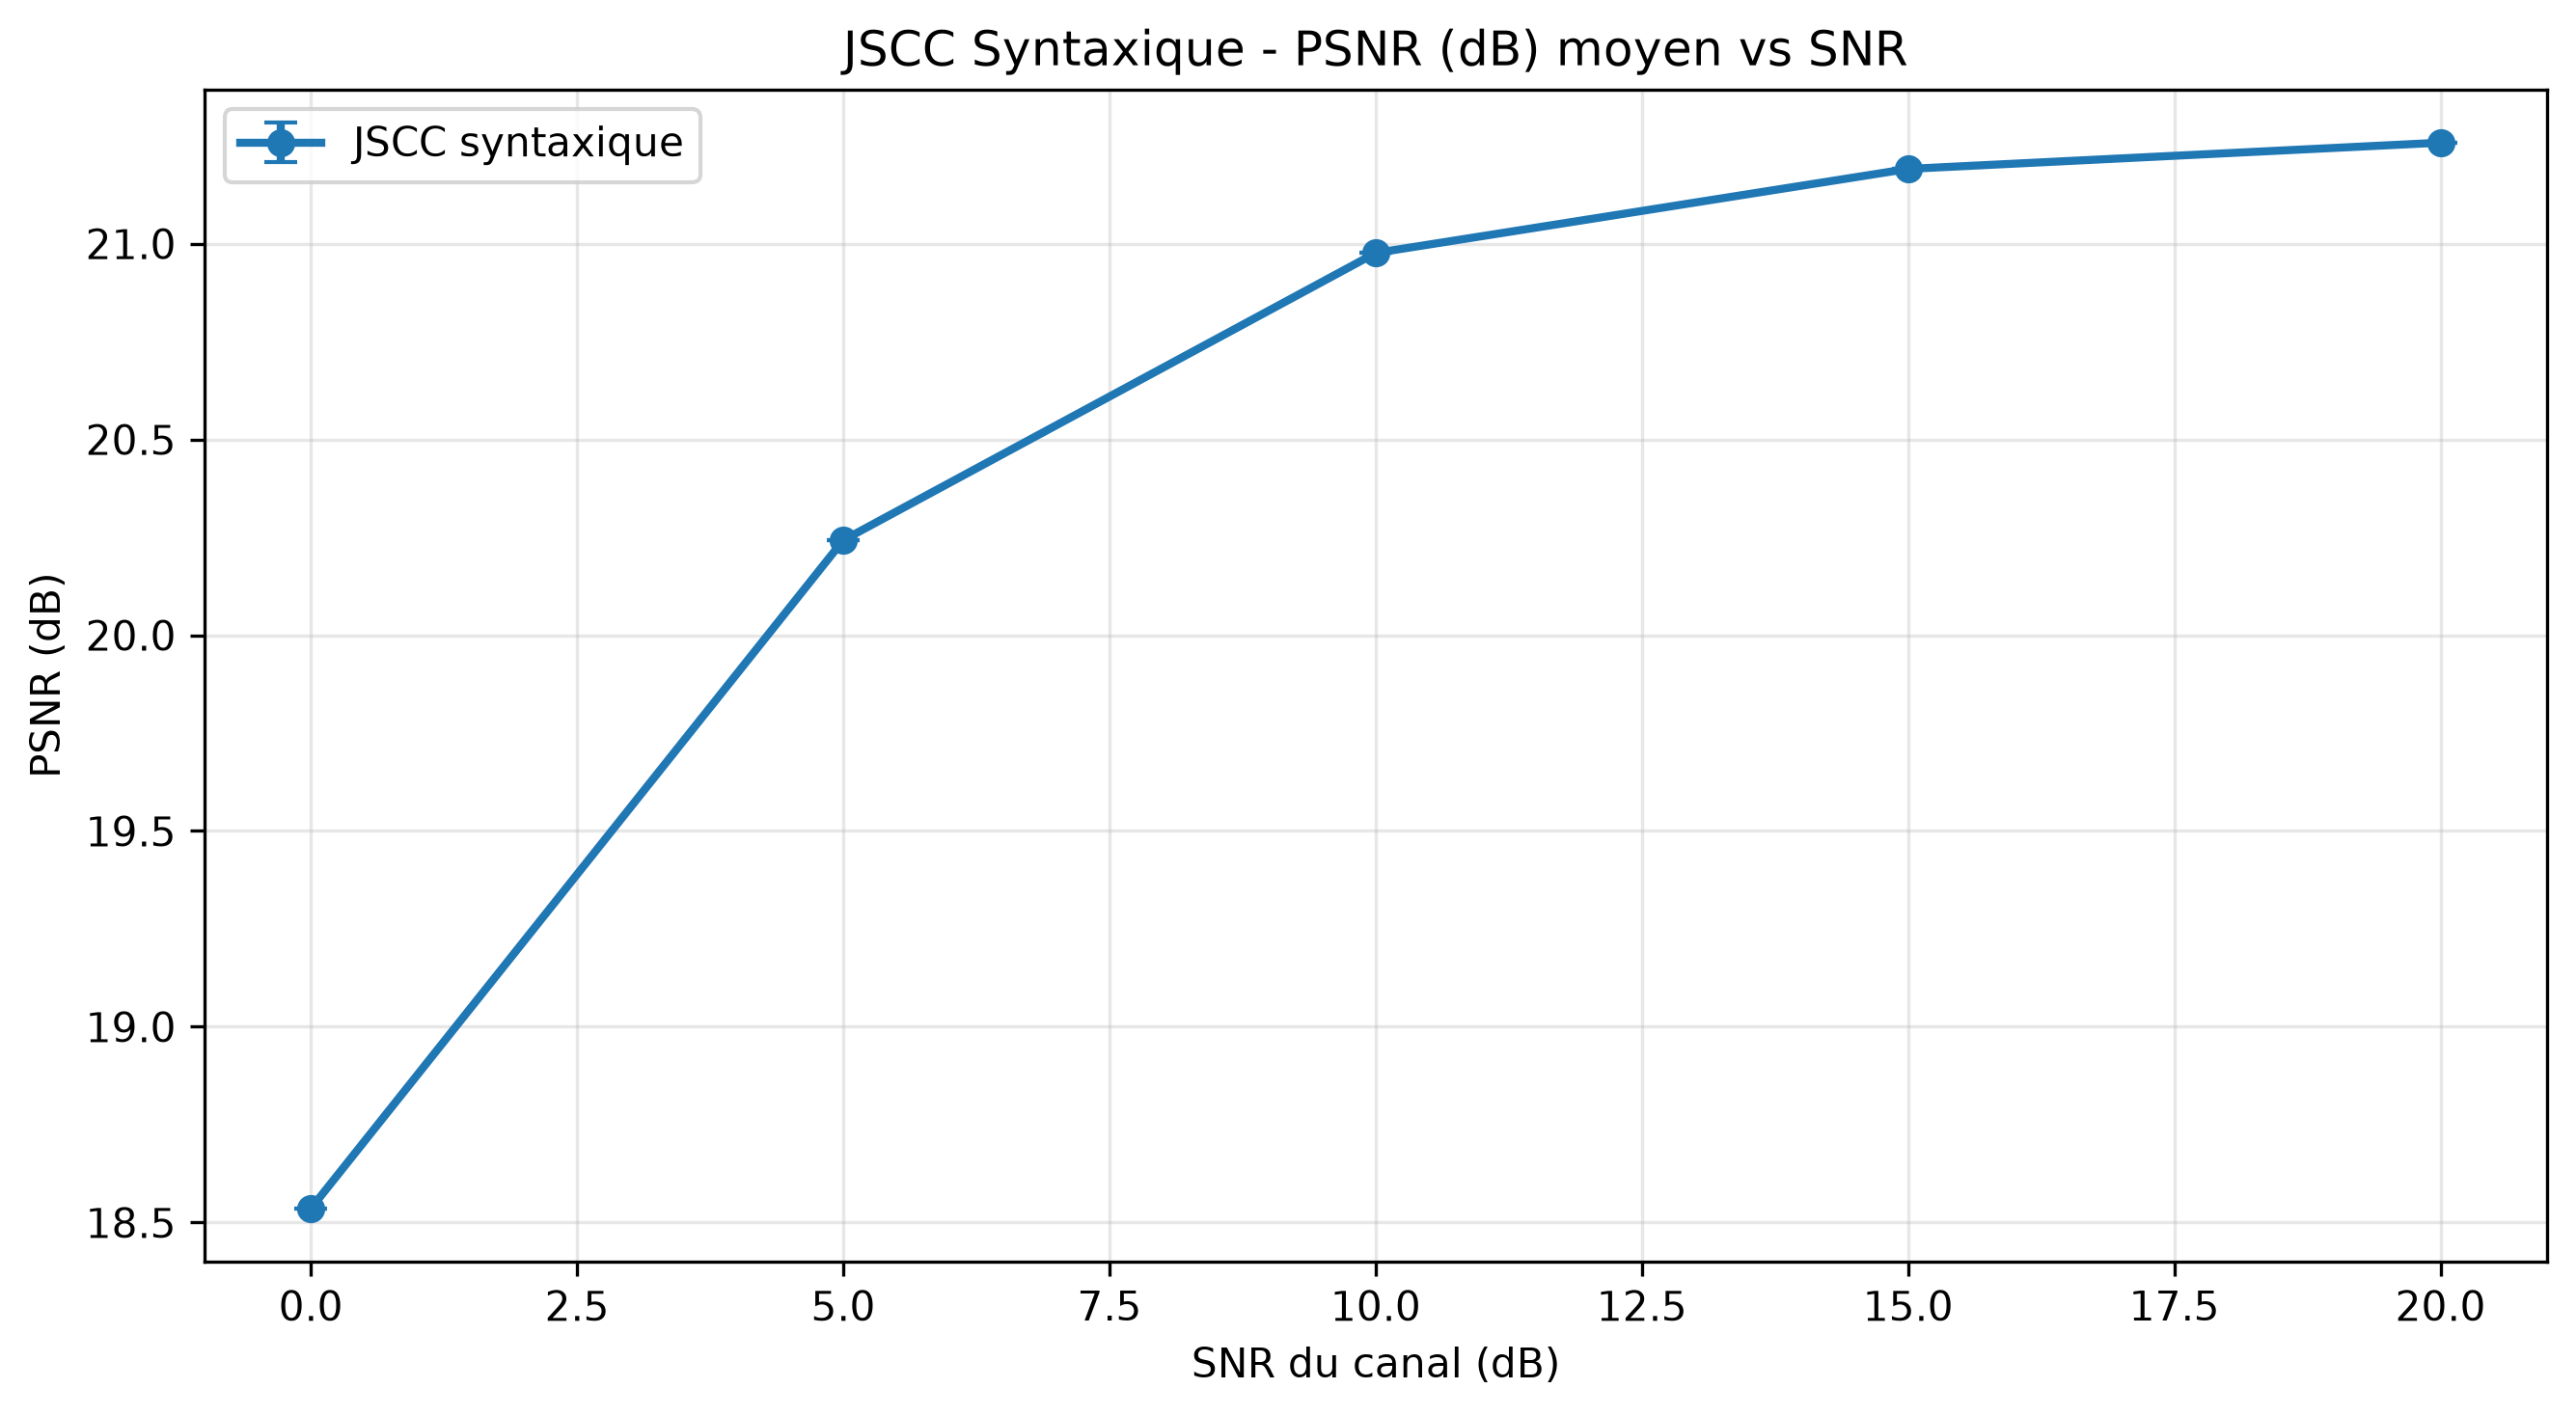 JSCC Syntaxique - PSNR (dB) moyen vs SNR
JSCC syntaxique
PSNR (dB)
21.0
20.5
20.0
19.5
19.0
18.5
0.0 2.5 5.0 7.5 10.0 12.5 15.0 17.5 20.0
SNR du canal (dB)